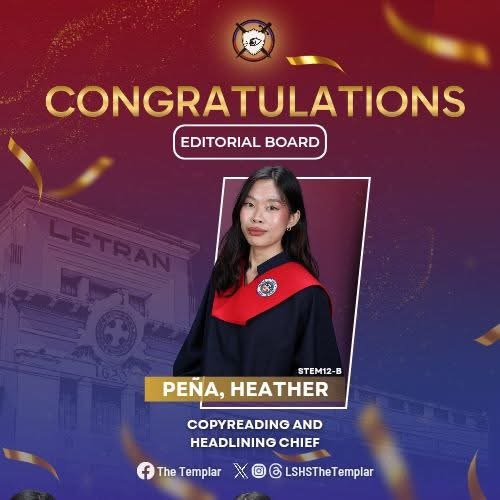 CONGRATULATIONS
EDITORIAL BOARD
LETRAN
STEM12-B
PEÑA, HEATHER
COPYREADING AND
HEADLINING CHIEF
The Templar LSHSTheTemplar